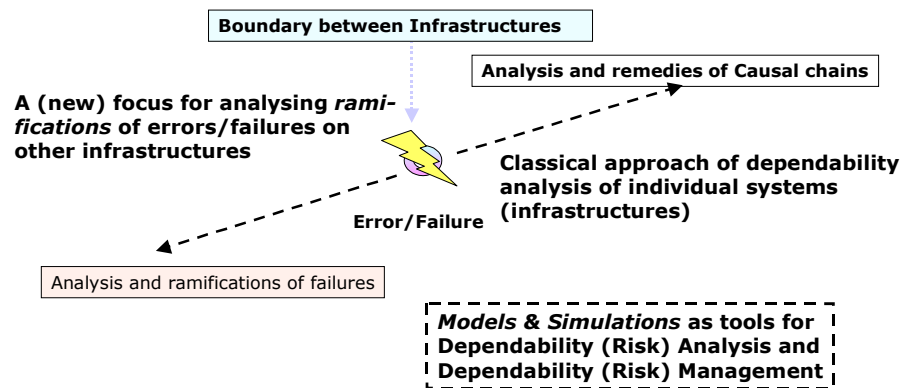 Boundary between Infrastructures
Analysis and remedies of Causal chains
A (new) focus for analysing rami-
fications of errors/failures on
other infrastructures
Classical approach of dependability
analysis of individual systems
(infrastructures)
Error/Failure
Analysis and ramifications of failures
Models & Simulations as tools for
Dependability (Risk) Analysis and
Dependability (Risk) Management